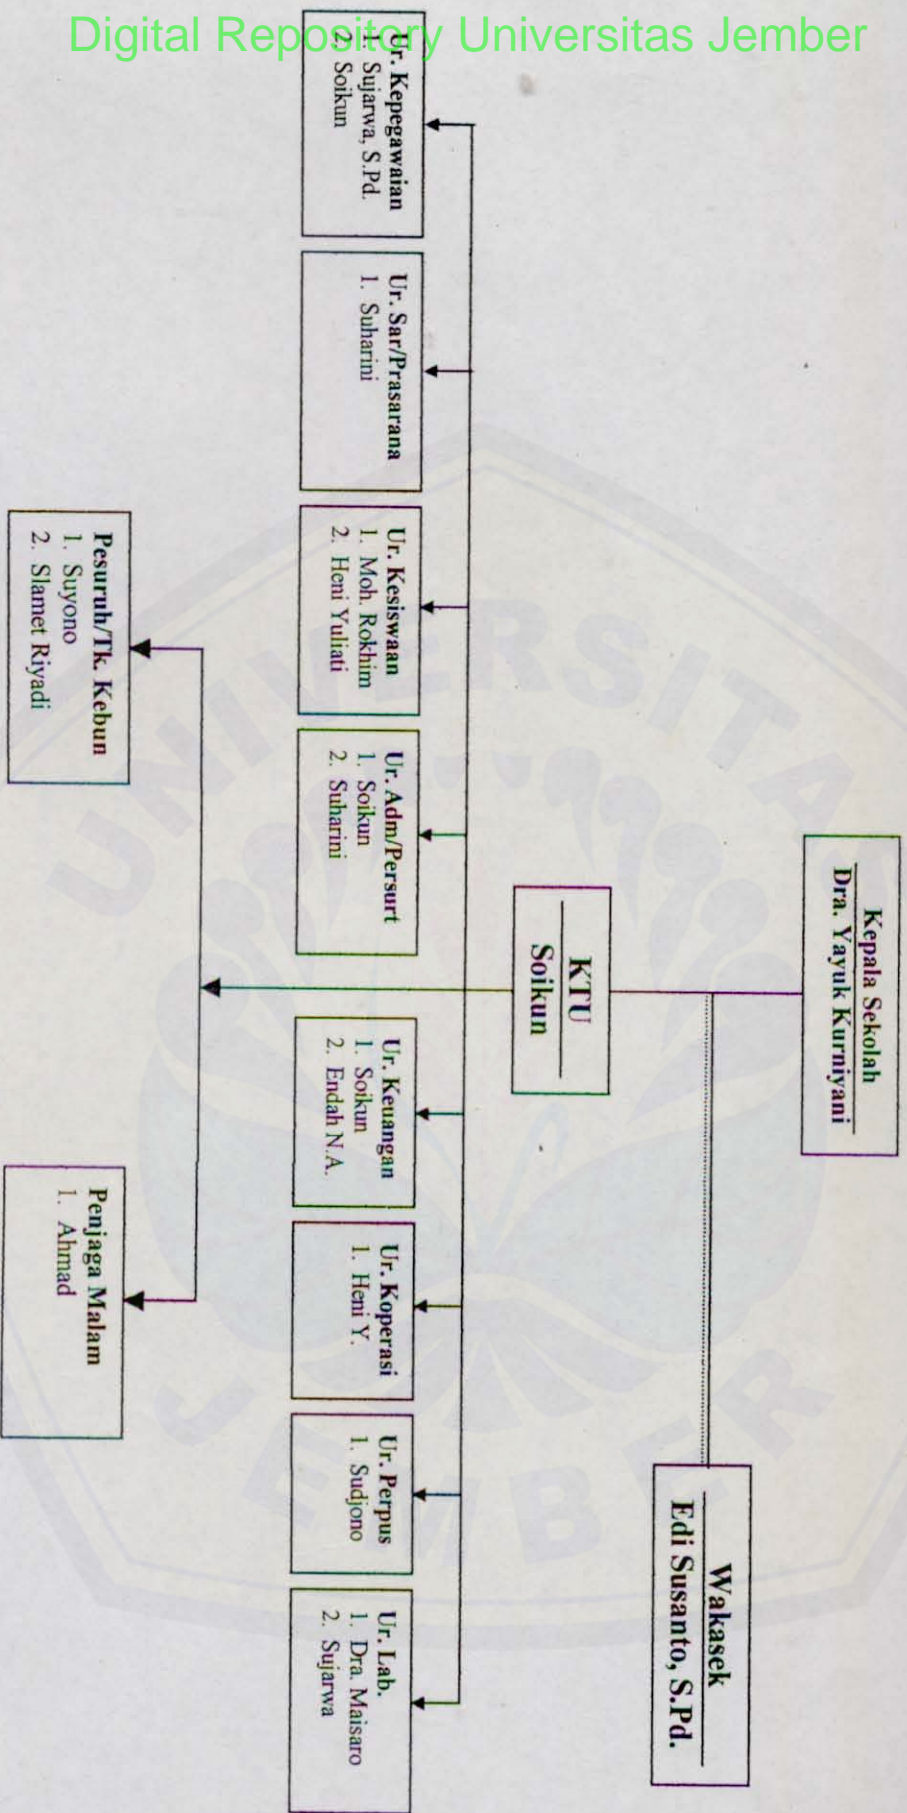 Digital Repository Universitas Jember
Kepala Sekolah
Dra. Yayuk Kurniyani
Wakasek
Edi Susanto, S.Pd.
KTU
Soikun
Ur. Kepegawaian
1. Sujarwa, S.Pd.
2. Soikun
Ur. Sar/Prasarana
1. Suharini
Ur. Kesiswaan
1. Moh. Rokhim
2. Heni Yuliati
Ur. Adm/Persurt
1. Soikun
2. Suharini
Ur. Keuangan
1. Soikun
2. Endah N.A.
Ur. Koperasi
1. Heni Y.
Ur. Perpus
1. Sudjono
Ur. Lab.
1. Dra. Maisaro
2. Sujarwa
Pesuruh/Tk. Kebun
1. Suyono
2. Slamet Riyadi
Penjaga Malam
1. Ahmad
UNIVERSITAS
JEMBER